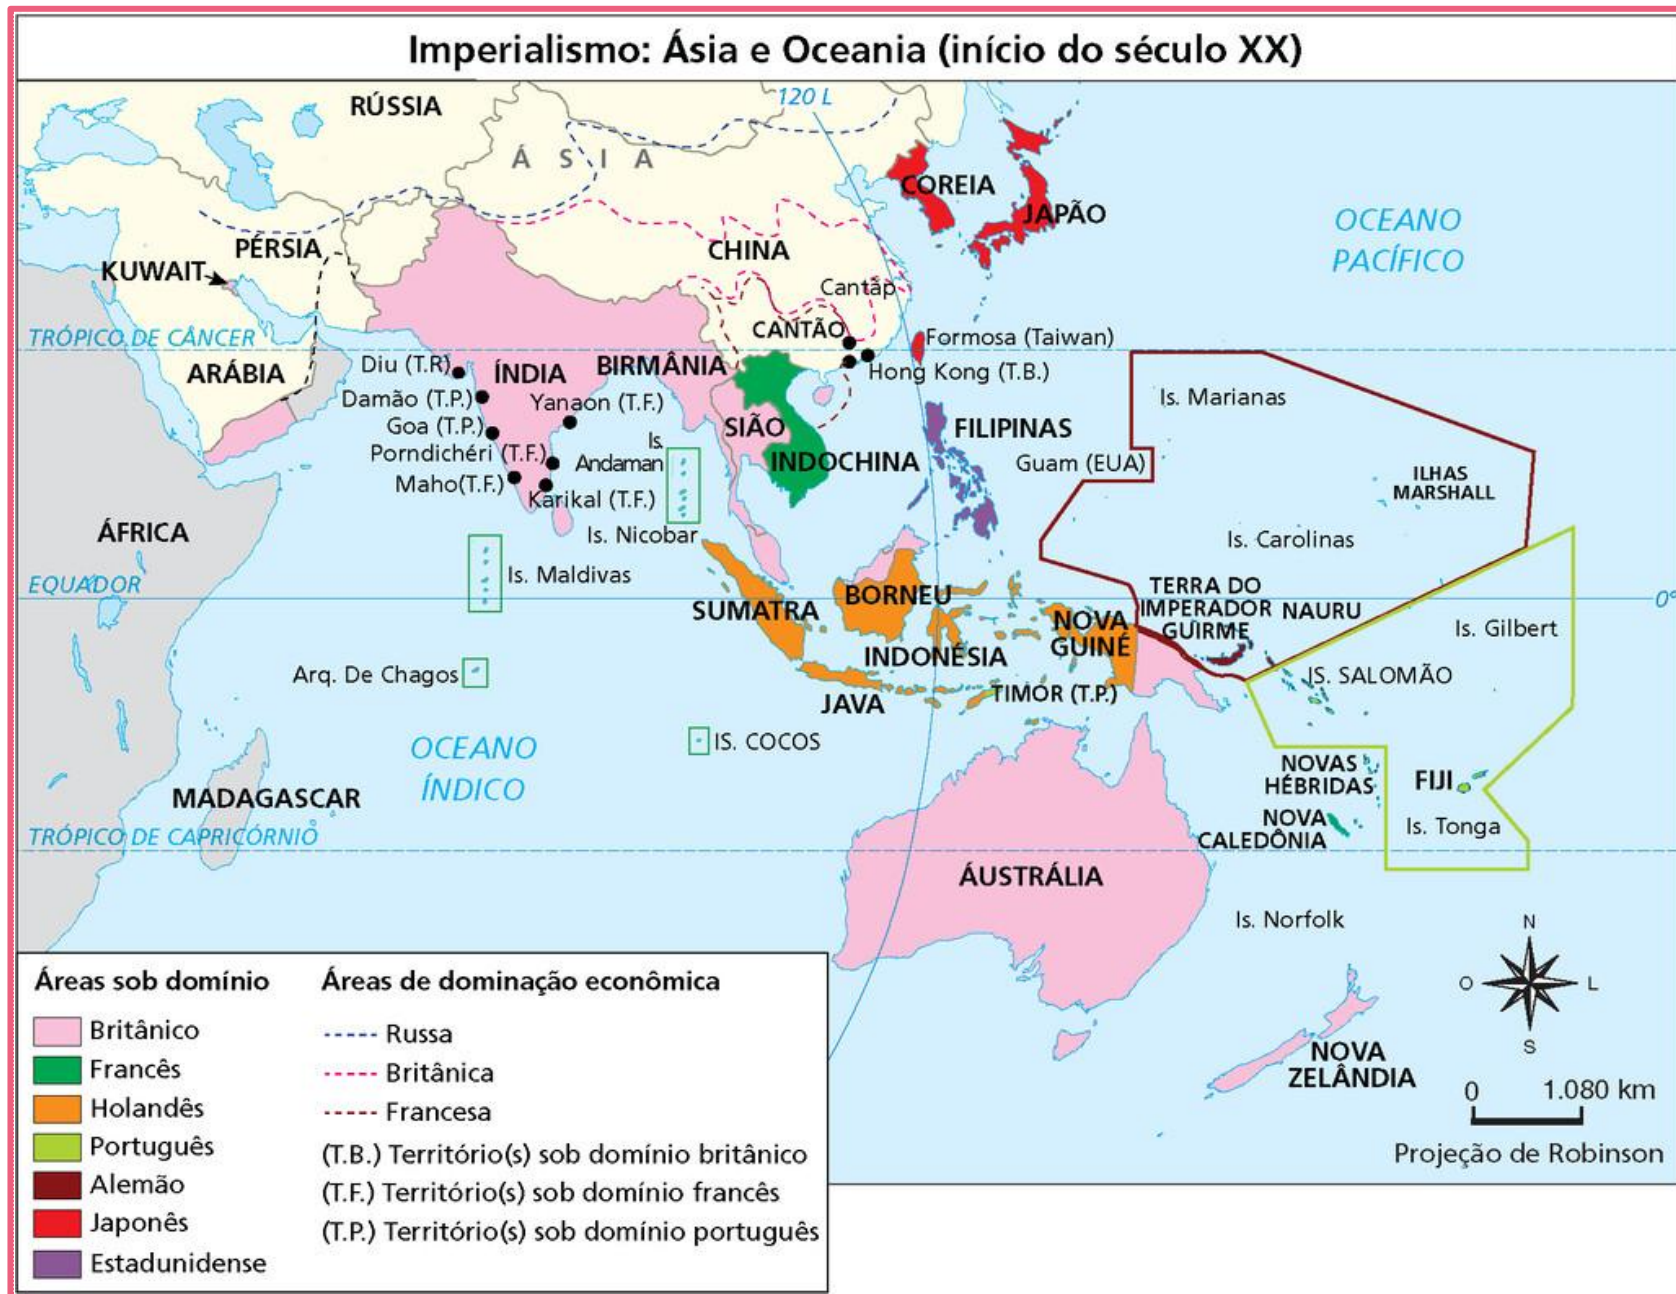 Imperialismo: Ásia e Oceania (início do século XX)
120 L
RÚSSIA
ÁSIA
COREIA
JAPÃO
OCEANO
PACÍFICO
PÉRSIA
CHINA
KUWAIT
Cantãp
TRÓPICO DE CÂNCER
CANTÃO
Formosa (Taiwan)
ARÁBIA
Diu (T.R)
ÍNDIA
BIRMÂNIA
Hong Kong (T.B.)
Damão (T.P.)
Yanaon (T.F.)
Is. Marianas
Goa (T.P.)
SIÃO
FILIPINAS
Porndichéri (T.F.)
Is.
Andaman
INDOCHINA
Guam (EUA)
Maho(T.F.)
Karikal (T.F.)
ILHAS
MARSHALL
ÁFRICA
Is. Nicobar
Is. Carolinas
Is. Maldivas
EQUADOR
0°
SUMATRA
BORNEU
NOVA
GUINÉ
TERRA DO
IMPERADOR
GUIRME
NAURU
Is. Gilbert
INDONÉSIA
Arq. De Chagos
JAVA
TIMOR (T.P.)
IS. SALOMÃO
IS. COCOS
OCEANO
ÍNDICO
NOVAS
HÉBRIDAS
FIJI
MADAGASCAR
NOVA
CALEDÔNIA
Is. Tonga
TRÓPICO DE CAPRICÓRNIO
ÁUSTRÁLIA
Is. Norfolk
N
O
L
S
NOVA
ZELÂNDIA
0
1.080 km
Projeção de Robinson
Áreas sob domínio
Britânico
Francês
Holandês
Português
Alemão
Japonês
Estadunidense
Áreas de dominação econômica
Russa
Britânica
Francesa
(T.B.) Território(s) sob domínio britânico
(T.F.) Território(s) sob domínio francês
(T.P.) Território(s) sob domínio português